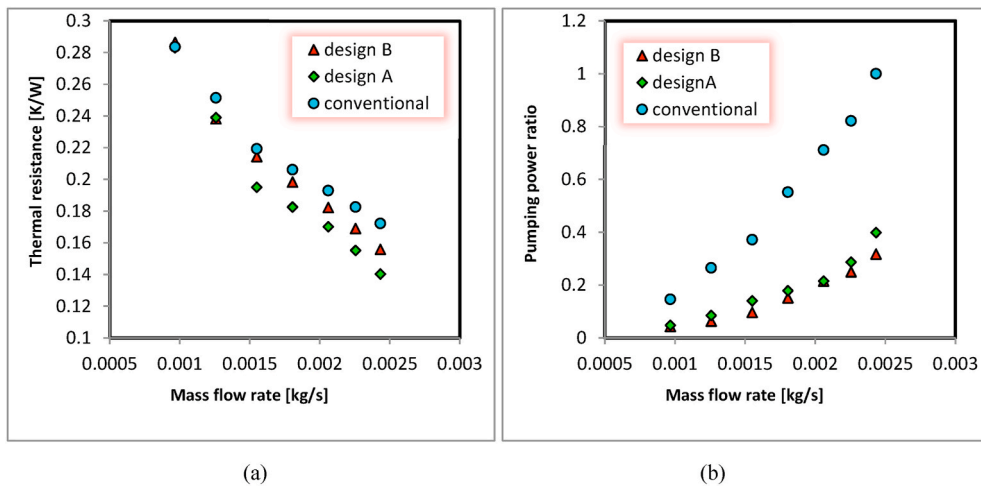 0.3
0.28
0.26
0.24
0.22
0.2
0.18
0.16
0.14
0.12
0.1
Thermal resistance [K/W]
design B
design A
conventional
0.0005 0.001 0.0015 0.002 0.0025 0.003
Mass flow rate [kg/s]
(a)
1.2
1
0.8
0.6
0.4
0.2
0
Pumping power ratio
design B
designA
conventional
0.0005 0.001 0.0015 0.002 0.0025 0.003
Mass flow rate [kg/s]
(b)